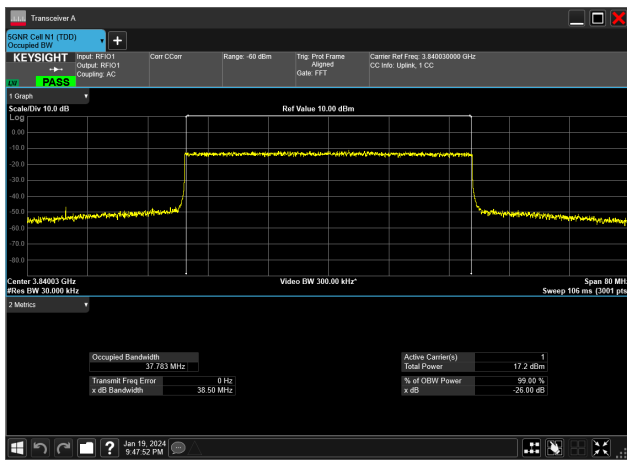 Transceiver A
5GNR Cell N1 (TDD)
Occupied BW
+
KEYSIGHT
LXI
PASS
Input: RFIO1
Output: RFIO1
Coupling: AC
Corr CCorr
Range: -60 dBm
Trig: Prot Frame
Aligned
Gate: FFT
Carrier Ref Freq: 3.840030000 GHz
CC Info: Uplink, 1 CC
1 Graph
Scale/Div 10.0 dB
Ref Value 10.00 dBm
Log
0.00
-10.0
-20.0
-30.0
-40.0
-50.0
-60.0
-70.0
-80.0
Center 3.84003 GHz
Video BW 300.00 kHz*
Span 80 MHz
#Res BW 30.000 kHz
Sweep 106 ms (3001 pts
2 Metrics
Occupied Bandwidth
37.783 MHz
Active Carrier(s) 1
Total Power 17.2 dBm
Transmit Freq Error 0 Hz
x dB Bandwidth 38.50 MHz
% of OBW Power 99.00 %
x dB -26.00 dB
?
Jan 19, 2024
9:47:52 PM